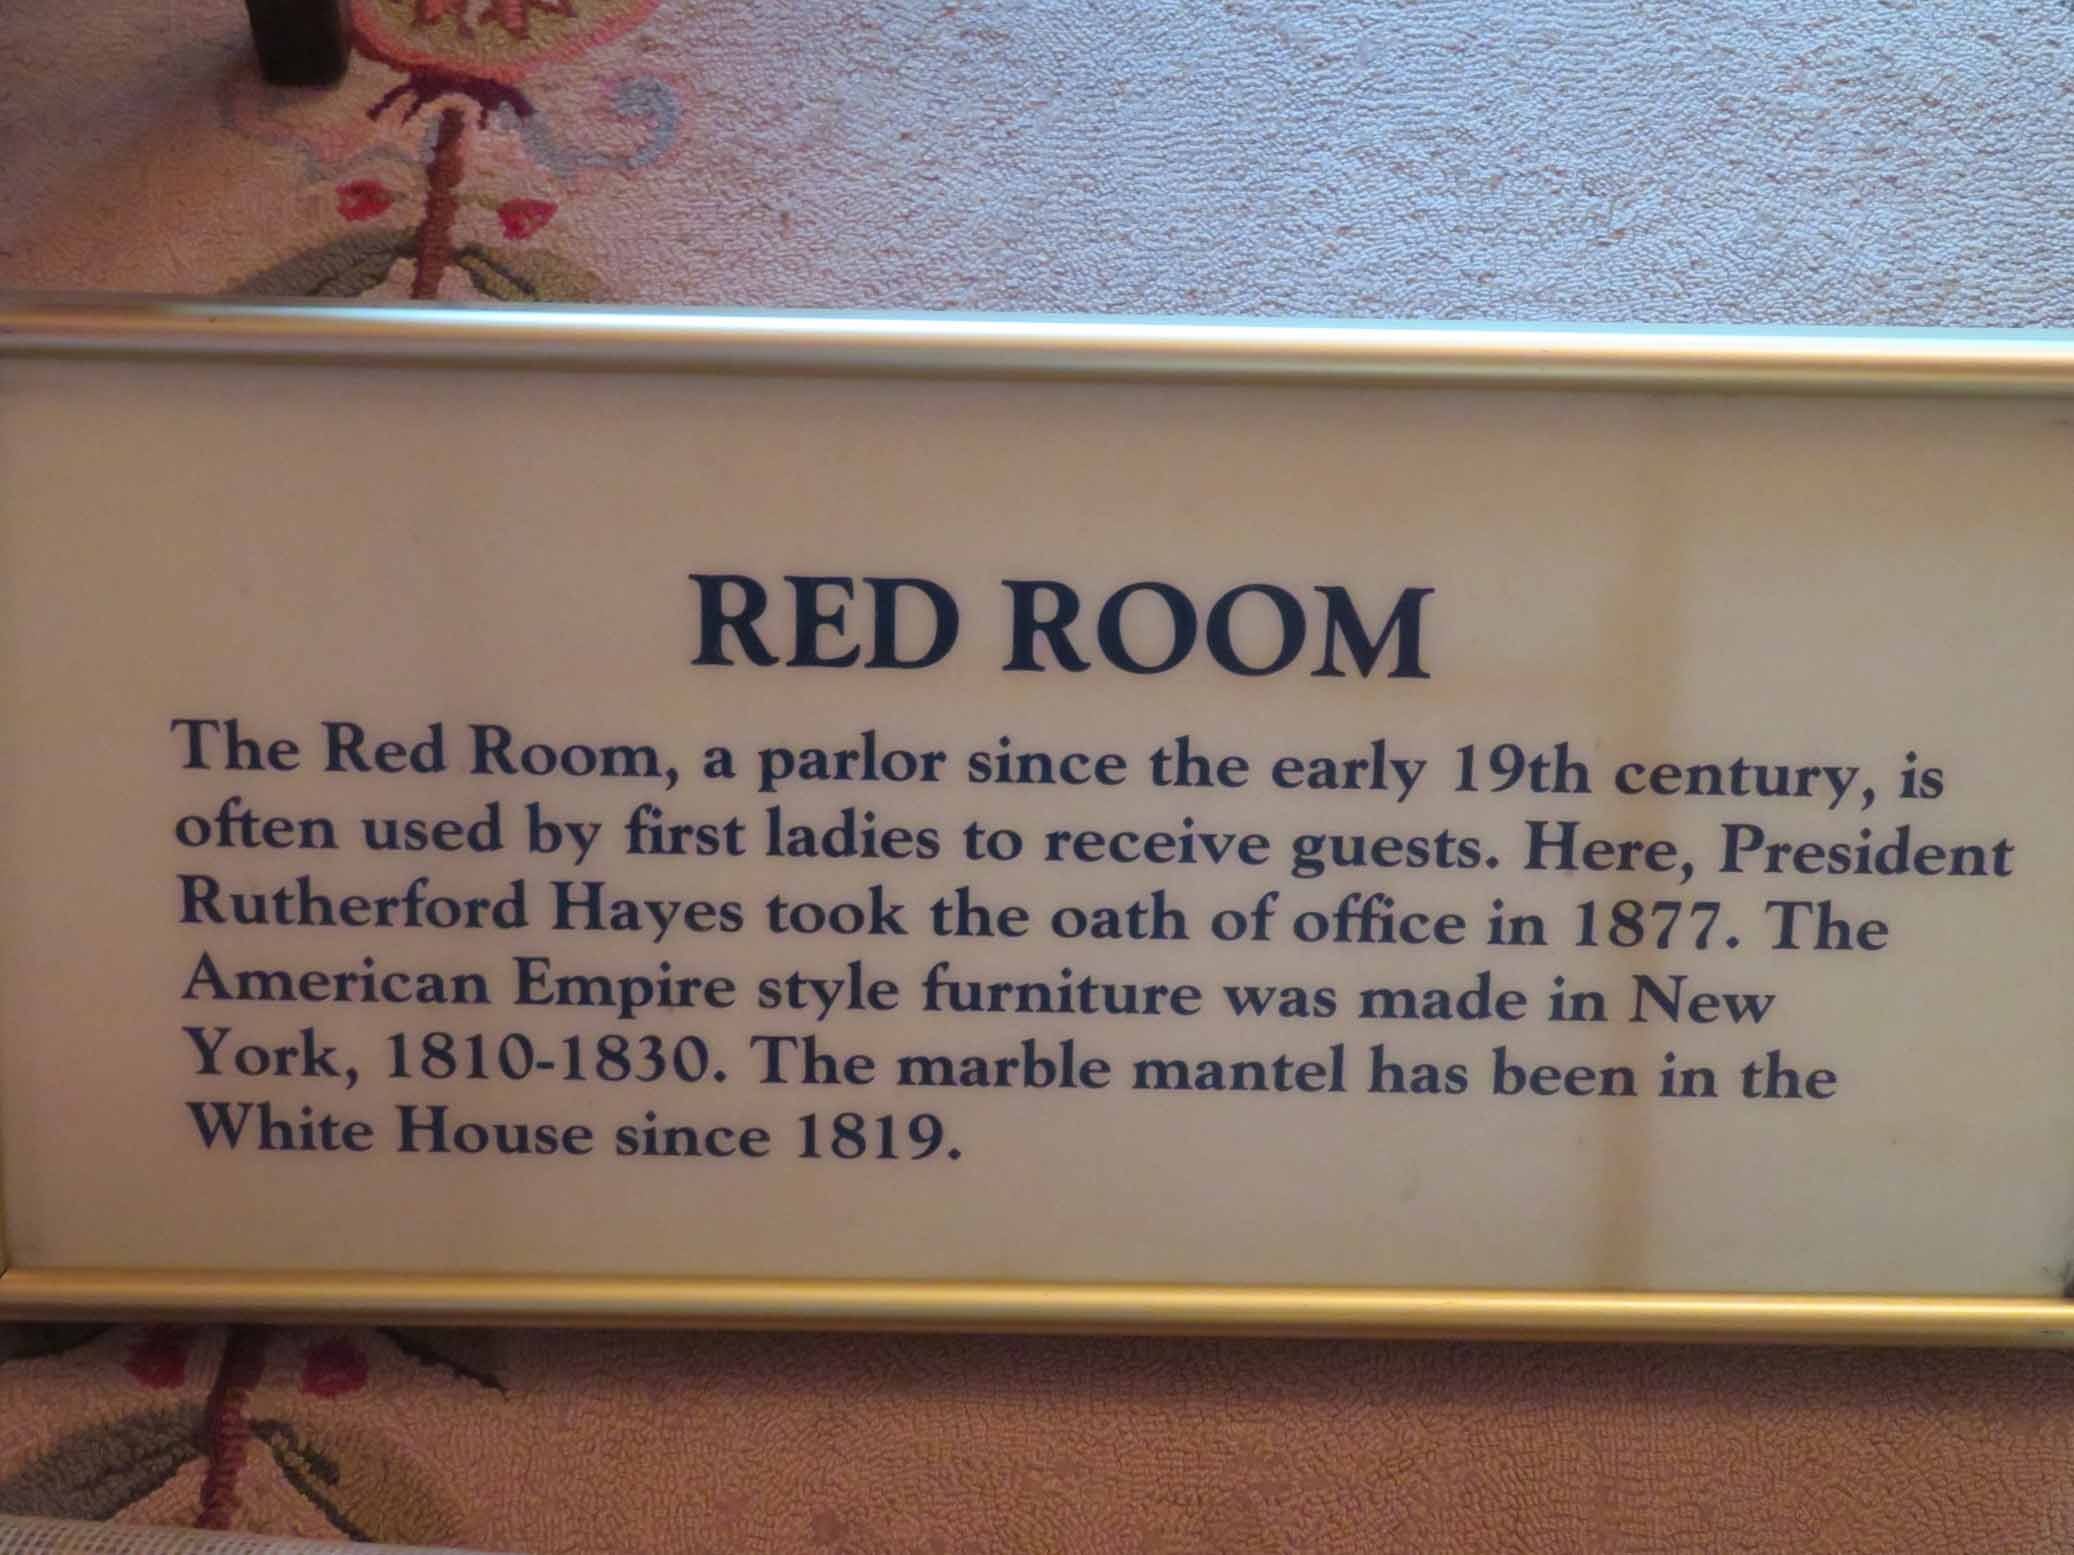 RED ROOM
The Red Room, a parlor since the early 19th century, is
often used by first ladies to receive guests. Here, President
Rutherford Hayes took the oath of office in 1877. The
American Empire style furniture was made in New
York, 1810-1830. The marble mantel has been in the
White House since 1819.